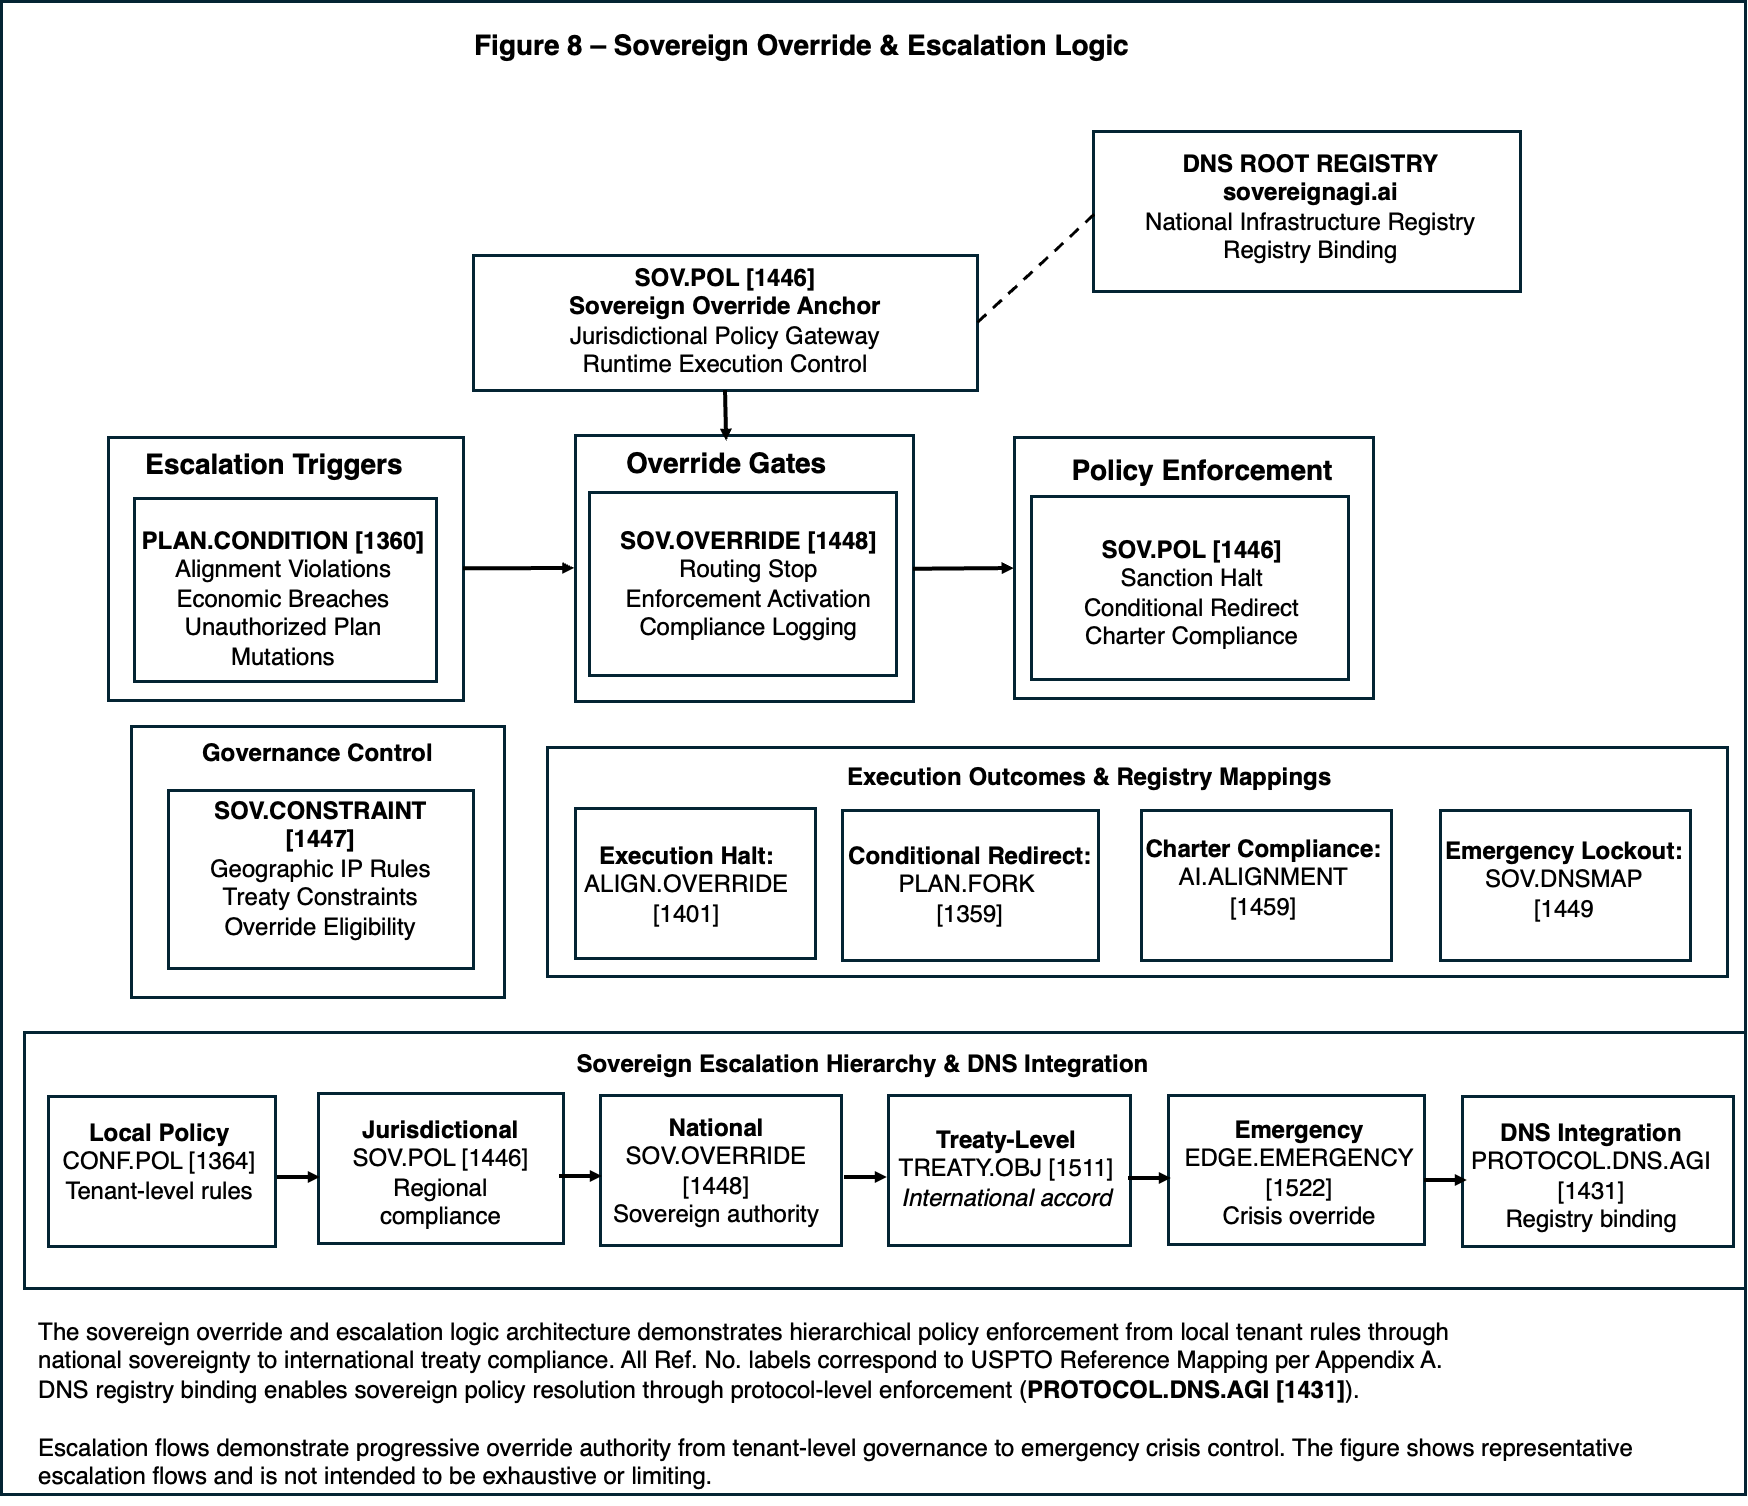 Figure 8 – Sovereign Override & Escalation Logic
DNS ROOT REGISTRY
sovereignagi.ai
National Infrastructure Registry
Registry Binding
SOV.POL [1446]
Sovereign Override Anchor
Jurisdictional Policy Gateway
Runtime Execution Control
Escalation Triggers
PLAN.CONDITION [1360]
Alignment Violations
Economic Breaches
Unauthorized Plan
Mutations
Override Gates
SOV.OVERRIDE [1448]
Routing Stop
Enforcement Activation
Compliance Logging
Policy Enforcement
SOV.POL [1446]
Sanction Halt
Conditional Redirect
Charter Compliance
Governance Control
SOV.CONSTRAINT
[1447]
Geographic IP Rules
Treaty Constraints
Override Eligibility
Execution Outcomes & Registry Mappings
Execution Halt:
ALIGN.OVERRIDE
[1401]
Conditional Redirect:
PLAN.FORK
[1359]
Charter Compliance:
AI.ALIGNMENT
[1459]
Emergency Lockout:
SOV.DNSMAP
[1449
Sovereign Escalation Hierarchy & DNS Integration
Local Policy
CONF.POL [1364]
Tenant-level rules
Jurisdictional
SOV.POL [1446]
Regional
compliance
National
SOV.OVERRIDE
[1448]
Sovereign authority
Treaty-Level
TREATY.OBJ [1511]
International accord
Emergency
EDGE.EMERGENCY
[1522]
Crisis override
DNS Integration
PROTOCOL.DNS.AGI
[1431]
Registry binding
The sovereign override and escalation logic architecture demonstrates hierarchical policy enforcement from local tenant rules through
national sovereignty to international treaty compliance. All Ref. No. labels correspond to USPTO Reference Mapping per Appendix A.
DNS registry binding enables sovereign policy resolution through protocol-level enforcement (PROTOCOL.DNS.AGI [1431]).
Escalation flows demonstrate progressive override authority from tenant-level governance to emergency crisis control. The figure shows representative
escalation flows and is not intended to be exhaustive or limiting.